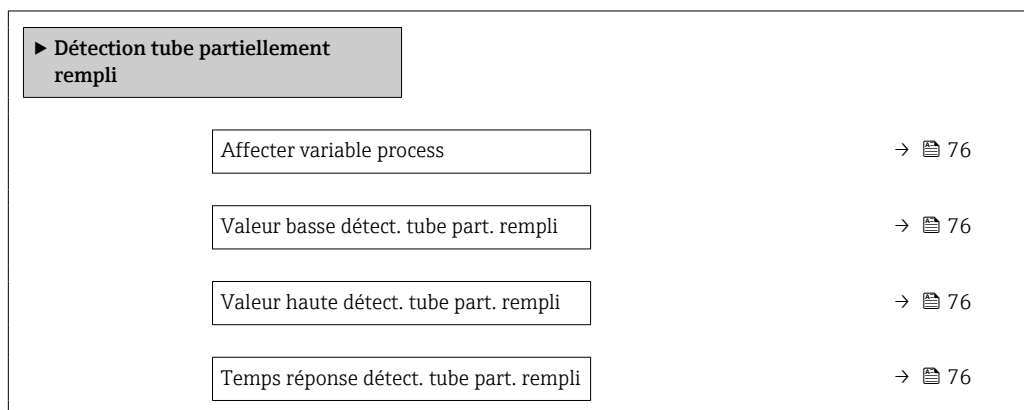 ▶ Détection tube partiellement
rempli
Affecter variable process → 76
Valeur basse détect. tube part. rempli → 76
Valeur haute détect. tube part. rempli → 76
Temps réponse détect. tube part. rempli → 76